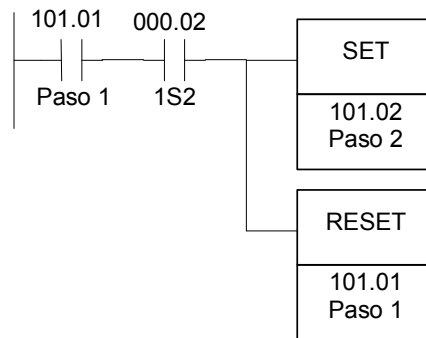 101.01 000.02
Paso 1 1S2
SET
101.02
Paso 2
RESET
101.01
Paso 1